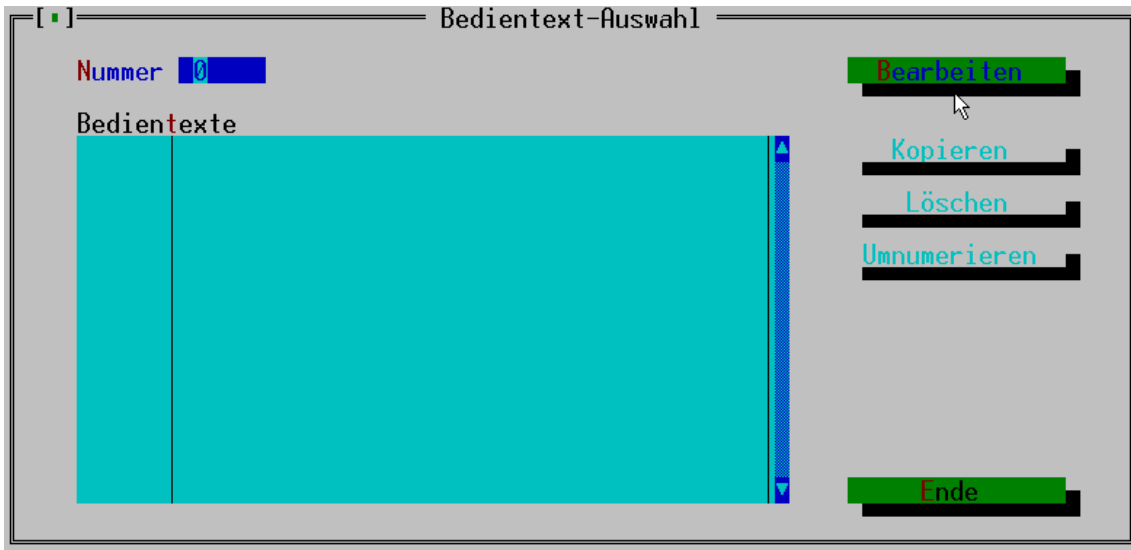 Bedientext-Auswahl
Nummer 0
Bearbeiten
Bedientexte
Kopieren
Löschen
Umnumerieren
Ende